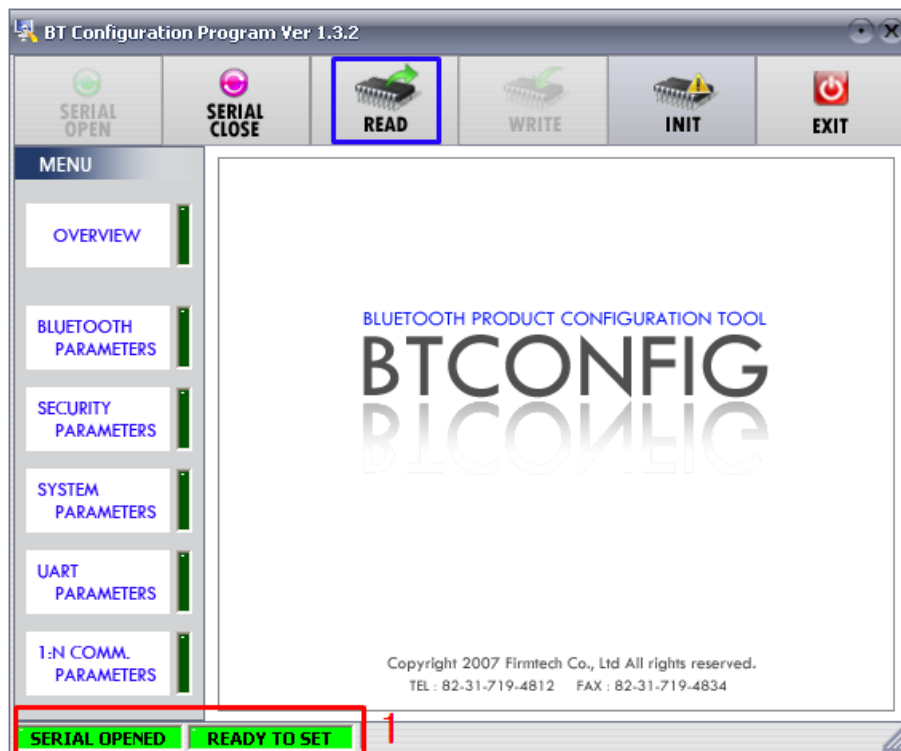 BT Configuration Program Ver 1.3.2
SERIAL
OPEN
SERIAL
CLOSE
READ
WRITE
INIT
EXIT
MENU
OVERVIEW
BLUETOOTH
PARAMETERS
SECURITY
PARAMETERS
SYSTEM
PARAMETERS
UART
PARAMETERS
1:N COMM.
PARAMETERS
BLUETOOTH PRODUCT CONFIGURATION TOOL
BTCONFIG
Copyright 2007 Firmtech Co., Ltd All rights reserved.
TEL : 82-31-719-4812 FAX : 82-31-719-4834
SERIAL OPENED READY TO SET 1